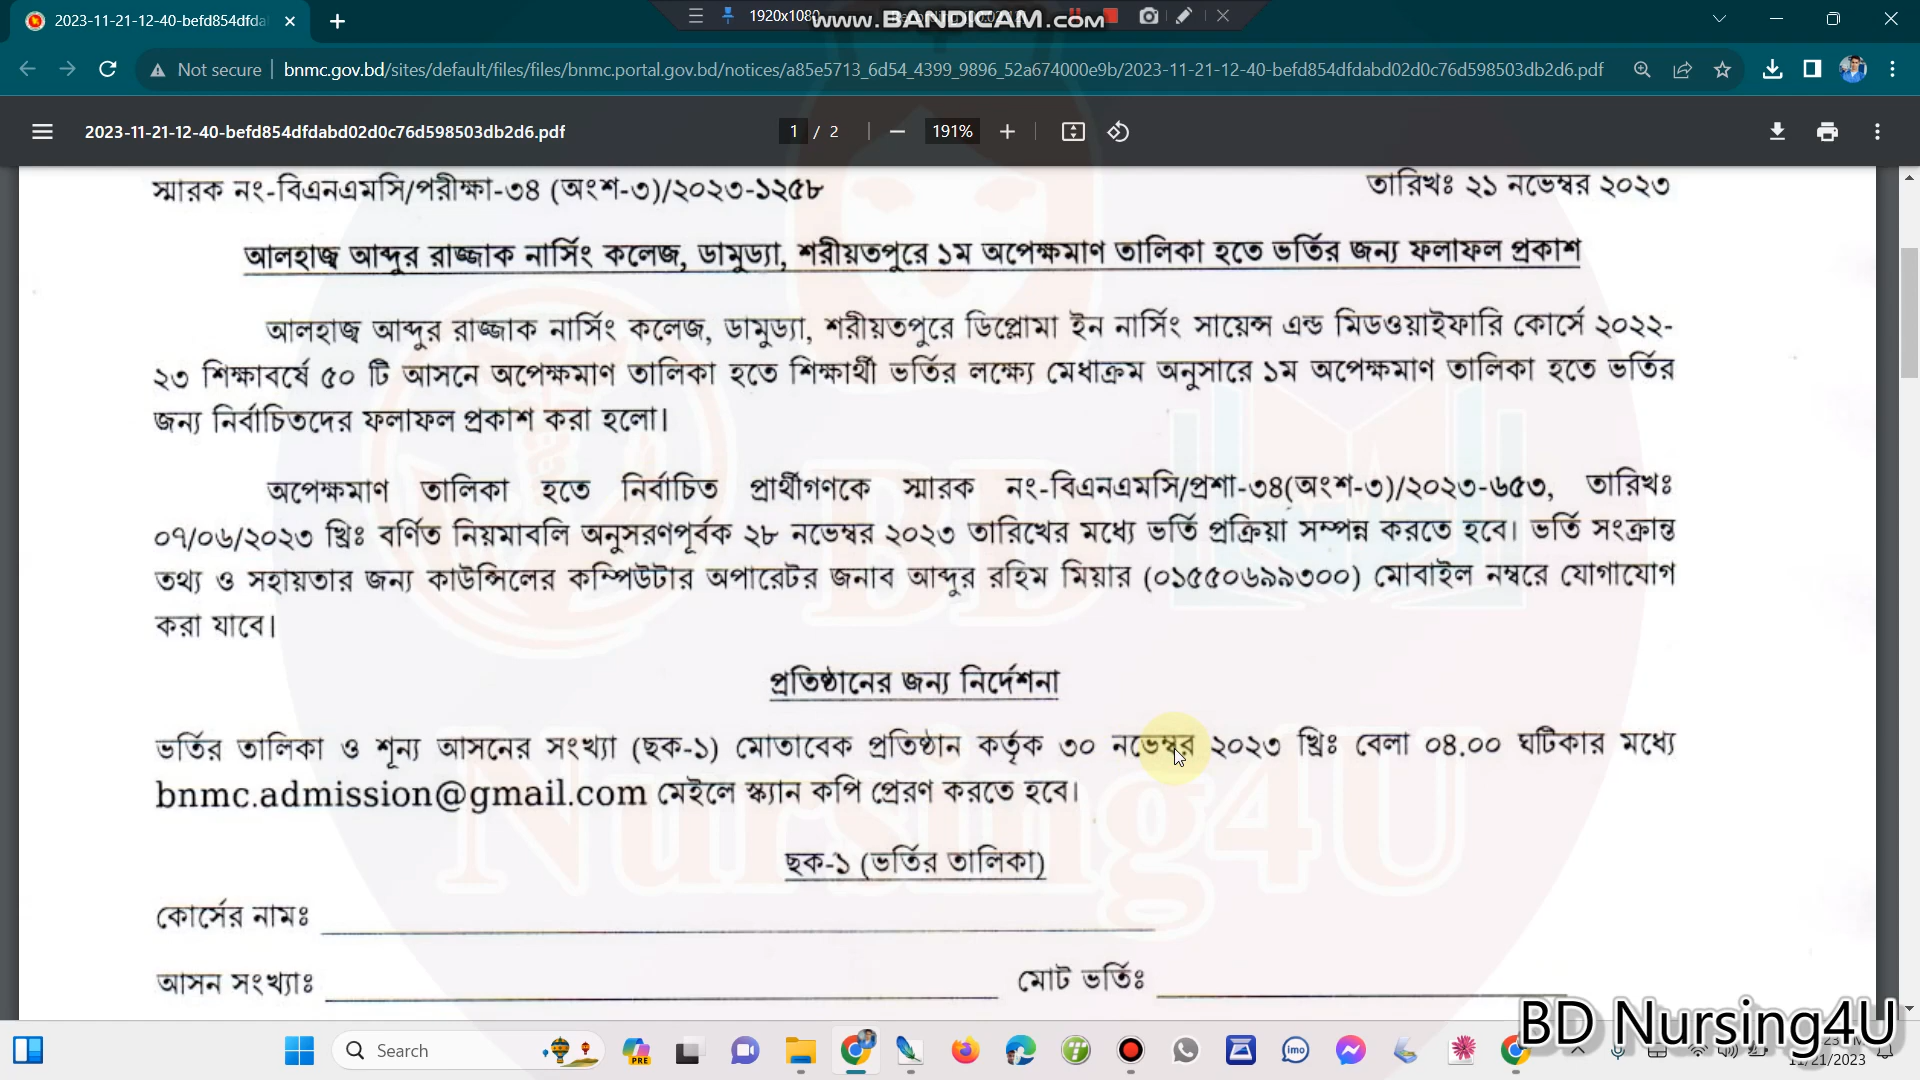 2023-11-21-12-40-befd854dfda
1920x1080
www.BANDICAM.com
Not secure
bnmc.gov.bd/sites/default/files/files/bnmc.portal.gov.bd/notices/a85e5713_6d54_4399_9896_52a674000e9b/2023-11-21-12-40-befd854dfdabd02d0c76d598503db2d6.pdf
2023-11-21-12-40-befd854dfdabd02d0c76d598503db2d6.pdf
1 / 2
191%
স্মারক নং-বিএনএমসি/পরীক্ষা-৩৪ (অংশ-৩)/২০২৩-১২৫৮
তারিখঃ ২১ নভেম্বর ২০২৩
আলহাজ্ব আব্দুর রাজ্জাক নার্সিং কলেজ, ডামুড্যা, শরীয়তপুরে ১ম অপেক্ষমাণ তালিকা হতে ভর্তির জন্য ফলাফল প্রকাশ
আলহাজ্ব আব্দুর রাজ্জাক নার্সিং কলেজ, ডামুড্যা, শরীয়তপুরে ডিপ্লোমা ইন নার্সিং সায়েন্স এন্ড মিডওয়াইফারি কোর্সে ২০২২-
২৩ শিক্ষাবর্ষে ৫০ টি আসনে অপেক্ষমাণ তালিকা হতে শিক্ষার্থী ভর্তির লক্ষ্যে মেধাক্রম অনুসারে ১ম অপেক্ষমাণ তালিকা হতে ভর্তির
জন্য নির্বাচিতদের ফলাফল প্রকাশ করা হলো।
অপেক্ষমাণ তালিকা হতে নির্বাচিত প্রার্থীগণকে স্মারক নং-বিএনএমসি/প্রশা-৩৪(অংশ-৩)/২০২৩-৬৫৩, তারিখঃ
০৭/০৬/২০২৩ খ্রিঃ বর্ণিত নিয়মাবলি অনুসরণপূর্বক ২৮ নভেম্বর ২০২৩ তারিখের মধ্যে ভর্তি প্রক্রিয়া সম্পন্ন করতে হবে। ভর্তি সংক্রান্ত
তথ্য ও সহায়তার জন্য কাউন্সিলের কম্পিউটার অপারেটর জনাব আব্দুর রহিম মিয়ার (০১৫৫০৬৯৯৩০০) মোবাইল নম্বরে যোগাযোগ
করা যাবে।
প্রতিষ্ঠানের জন্য নির্দেশনা
ভর্তির তালিকা ও শূন্য আসনের সংখ্যা (ছক-১) মোতাবেক প্রতিষ্ঠান কর্তৃক ৩০ নভেম্বর ২০২৩ খ্রিঃ বেলা ০৪.০০ ঘটিকার মধ্যে
bnmc.admission@gmail.com মেইলে স্ক্যান কপি প্রেরণ করতে হবে।
ছক-১ (ভর্তির তালিকা)
কোর্সের নামঃ
আসন সংখ্যাঃ
মোট ভর্তিঃ
BD
Nursing4U
BD Nursing4U
Search
PRE
imo
11/21/2023